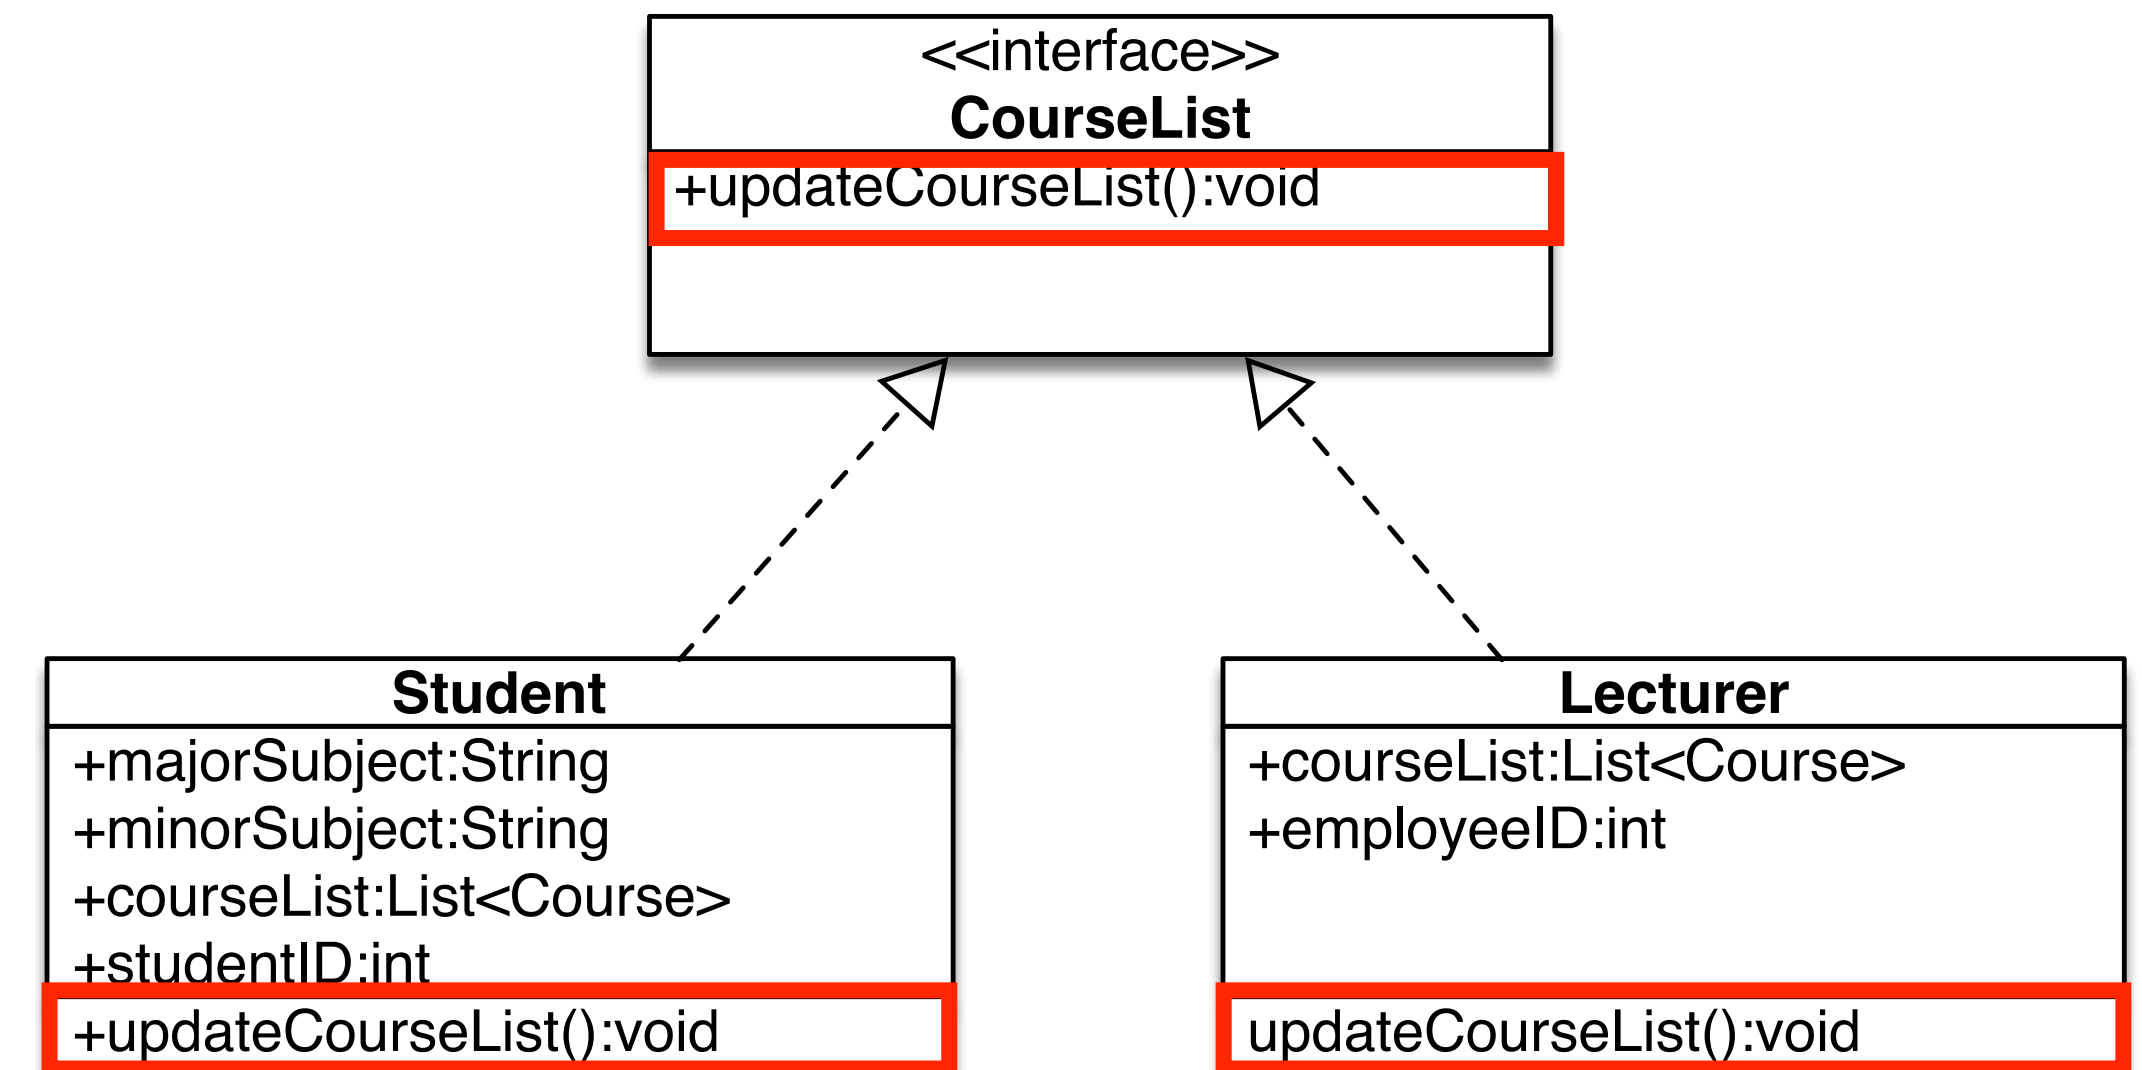 <<interface>>
CourseList
+updateCourseList():void
Student
+majorSubject:String
+minorSubject:String
+courseList:List<Course>
+studentID:int
+updateCourseList():void
Lecturer
+courseList:List<Course>
+employeeID:int
updateCourseList():void